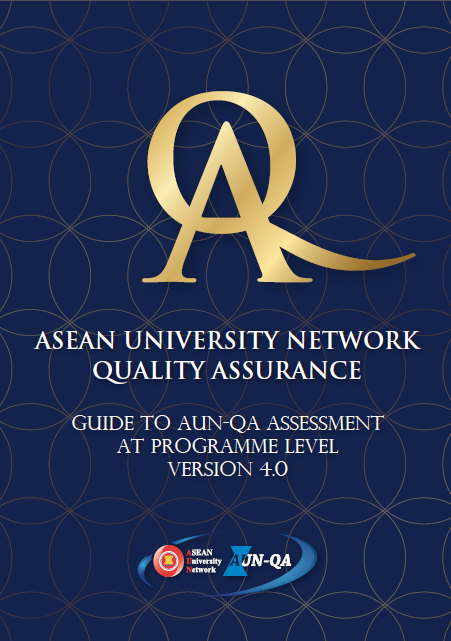 QA
ASEAN UNIVERSITY NETWORK
QUALITY ASSURANCE
GUIDE TO AUN-QA ASSESSMENT
AT PROGRAMME LEVEL
VERSION 4.0
ASEAN
University
Network
AUN-QA